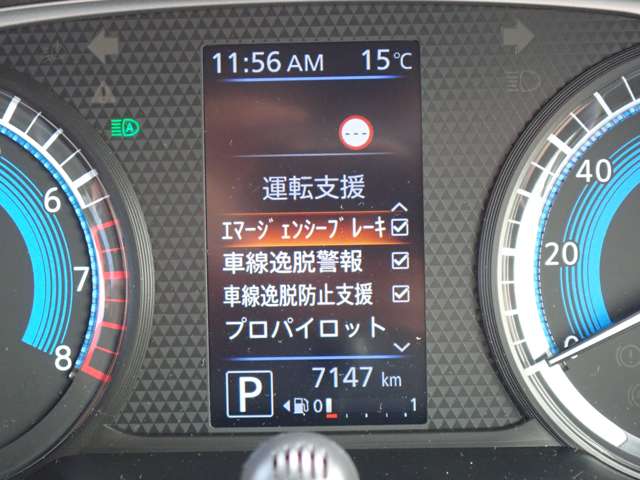 11:56 AM 15℃
---
運転支援
ｴﾏｰｼﾞｪﾝｼｰﾌﾞﾚｰｷ
車線逸脱警報
車線逸脱防止支援
プロパイロット
7147 km
P
0 1
A
6
7
8
40
20
0